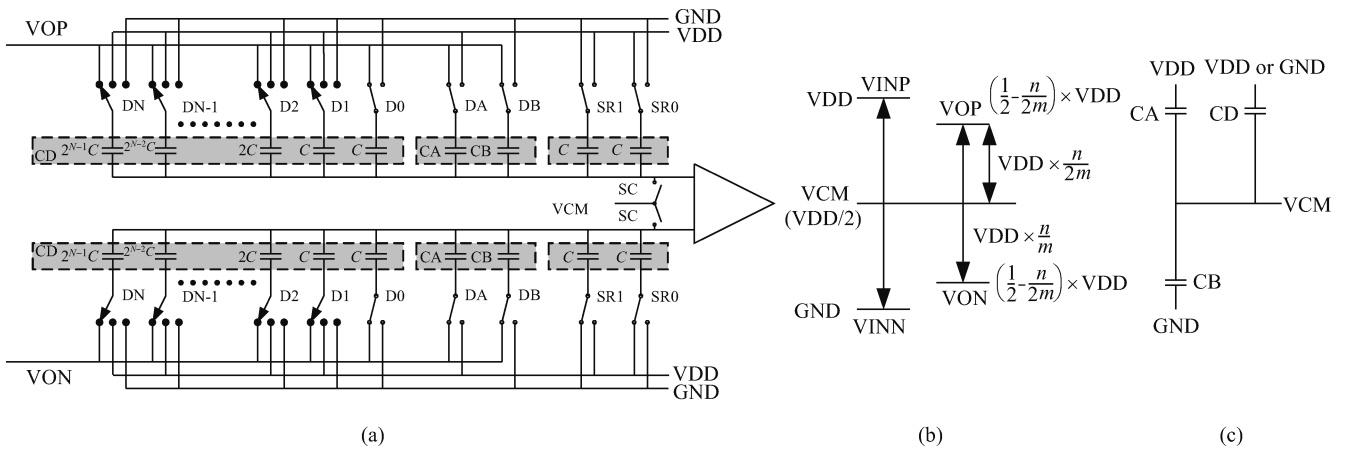 VOP
GND
VDD
DN
DN-1
D2
D1
D0
DA
DB
SR1
SR0
CD
2^{N-1}C
2^{N-2}C
2C
C
C
CA
CB
C
C
SC
VCM
SC
CD
2^{N-1}C
2^{N-2}C
2C
C
C
CA
CB
C
C
DN
DN-1
D2
D1
D0
DA
DB
SR1
SR0
VON
VDD
GND
(a)
VINP
VDD
VOP
(1/2 - n/2m) × VDD
VDD × n/2m
VCM
(VDD/2)
VDD × n/m
GND
VINN
VON
(1/2 - n/2m) × VDD
(b)
VDD
VDD or GND
CA
CD
VCM
CB
GND
(c)